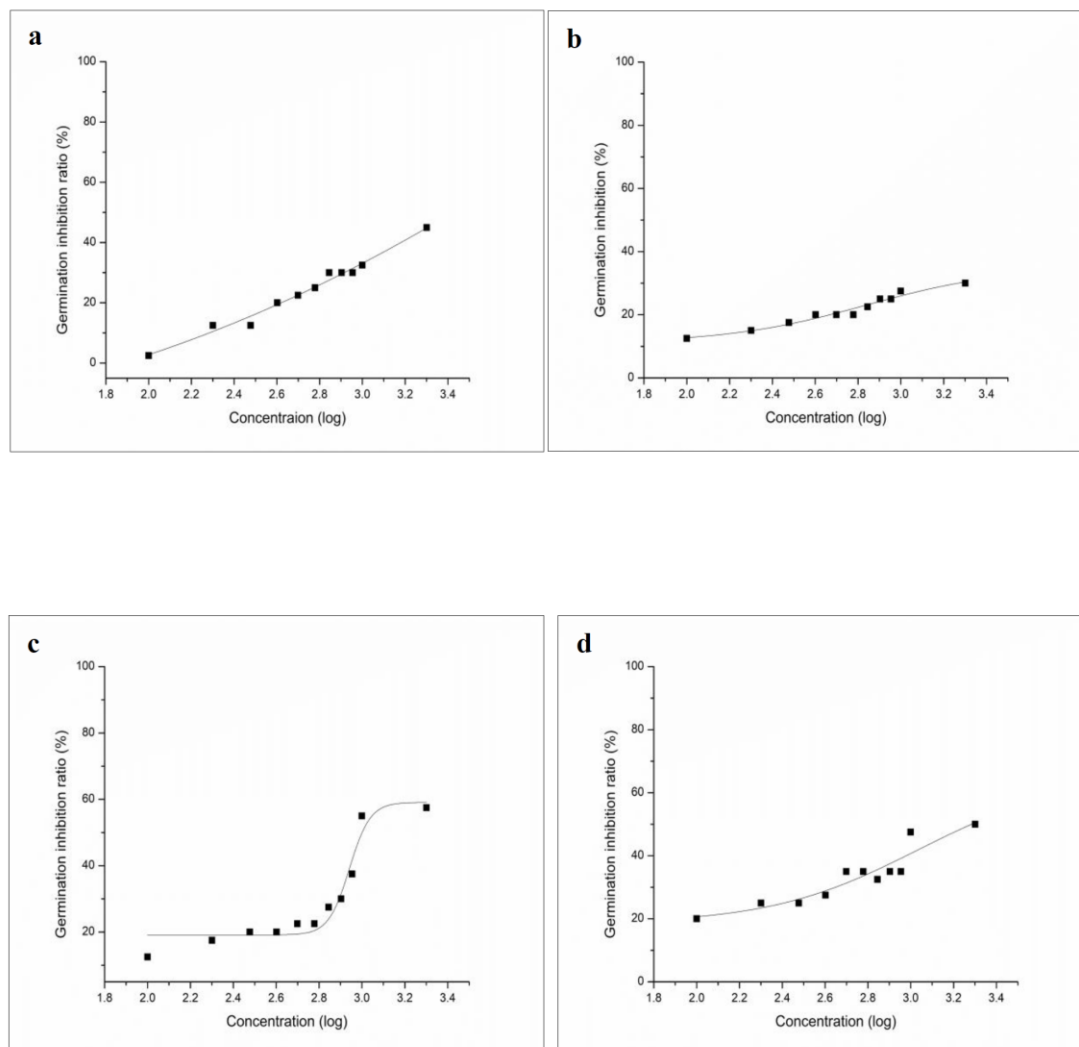 a
100
80
60
40
20
0
1.8 2.0 2.2 2.4 2.6 2.8 3.0 3.2 3.4
Germination inhibition ratio (%)
Concentraion (log)
b
100
80
60
40
20
0
1.8 2.0 2.2 2.4 2.6 2.8 3.0 3.2 3.4
Germination inhibition (%)
Concentration (log)
c
100
80
60
40
20
1.8 2.0 2.2 2.4 2.6 2.8 3.0 3.2 3.4
Germination inhibition ratio (%)
Concentration (log)
d
100
80
60
40
20
0
1.8 2.0 2.2 2.4 2.6 2.8 3.0 3.2 3.4
Germination inhibition ratio (%)
Concentration (log)